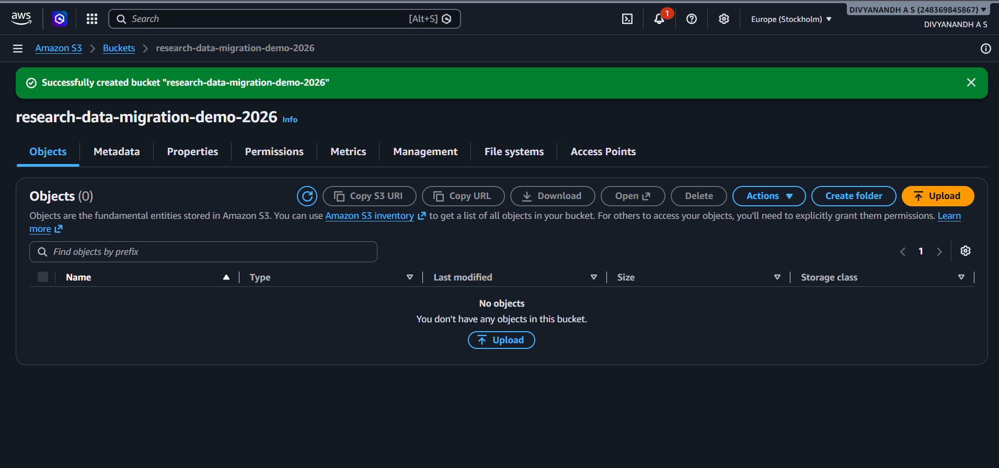 aws
Search [Alt+S]
1
Europe (Stockholm)
DIVYANANDH A S (248369845867)
DIVYANANDH A S
Amazon S3
Buckets
research-data-migration-demo-2026
Successfully created bucket "research-data-migration-demo-2026"
research-data-migration-demo-2026 Info
Objects Metadata Properties Permissions Metrics Management File systems Access Points
Objects (0) Copy S3 URI Copy URL Download Open Delete Actions Create folder Upload
Objects are the fundamental entities stored in Amazon S3. You can use Amazon S3 inventory to get a list of all objects in your bucket. For others to access your objects, you'll need to explicitly grant them permissions. Learn
more
Find objects by prefix
1
Name Type Last modified Size Storage class
No objects
You don't have any objects in this bucket.
Upload